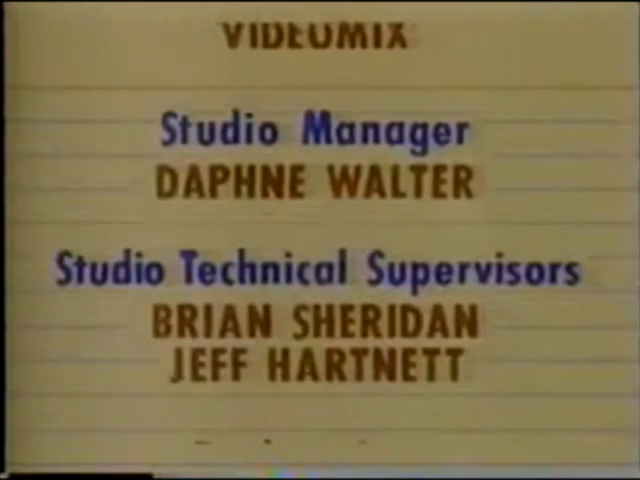 VIDEOMIX
Studio Manager
DAPHNE WALTER
Studio Technical Supervisors
BRIAN SHERIDAN
JEFF HARTNETT